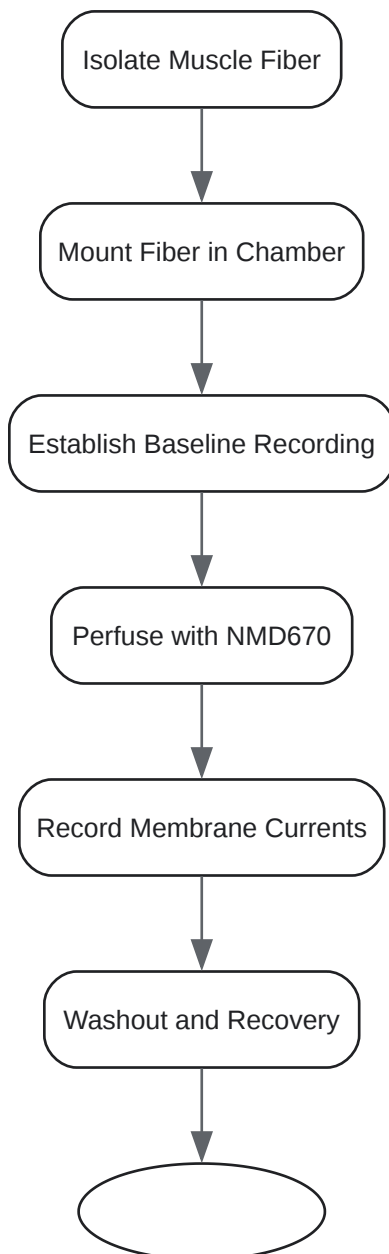 Isolate Muscle Fiber
Mount Fiber in Chamber
Establish Baseline Recording
Perfuse with NMD670
Record Membrane Currents
Washout and Recovery